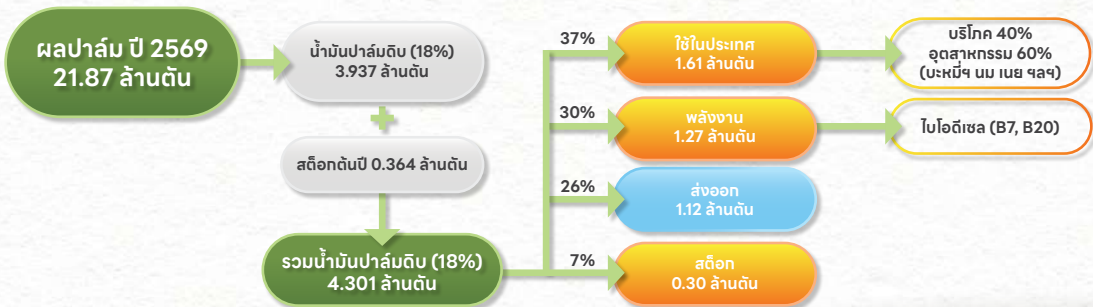 ผลปาล์ม ปี 2569
21.87 ล้านตัน
น้ำมันปาล์มดิบ (18%)
3.937 ล้านตัน
+
สต็อกต้นปี 0.364 ล้านตัน
รวมน้ำมันปาล์มดิบ (18%)
4.301 ล้านตัน
37%
ใช้ในประเทศ
1.61 ล้านตัน
บริโภค 40%
อุตสาหกรรม 60%
(บะหมี่ฯ นม เนย ฯลฯ)
30%
พลังงาน
1.27 ล้านตัน
ไบโอดีเซล (B7, B20)
26%
ส่งออก
1.12 ล้านตัน
7%
สต็อก
0.30 ล้านตัน